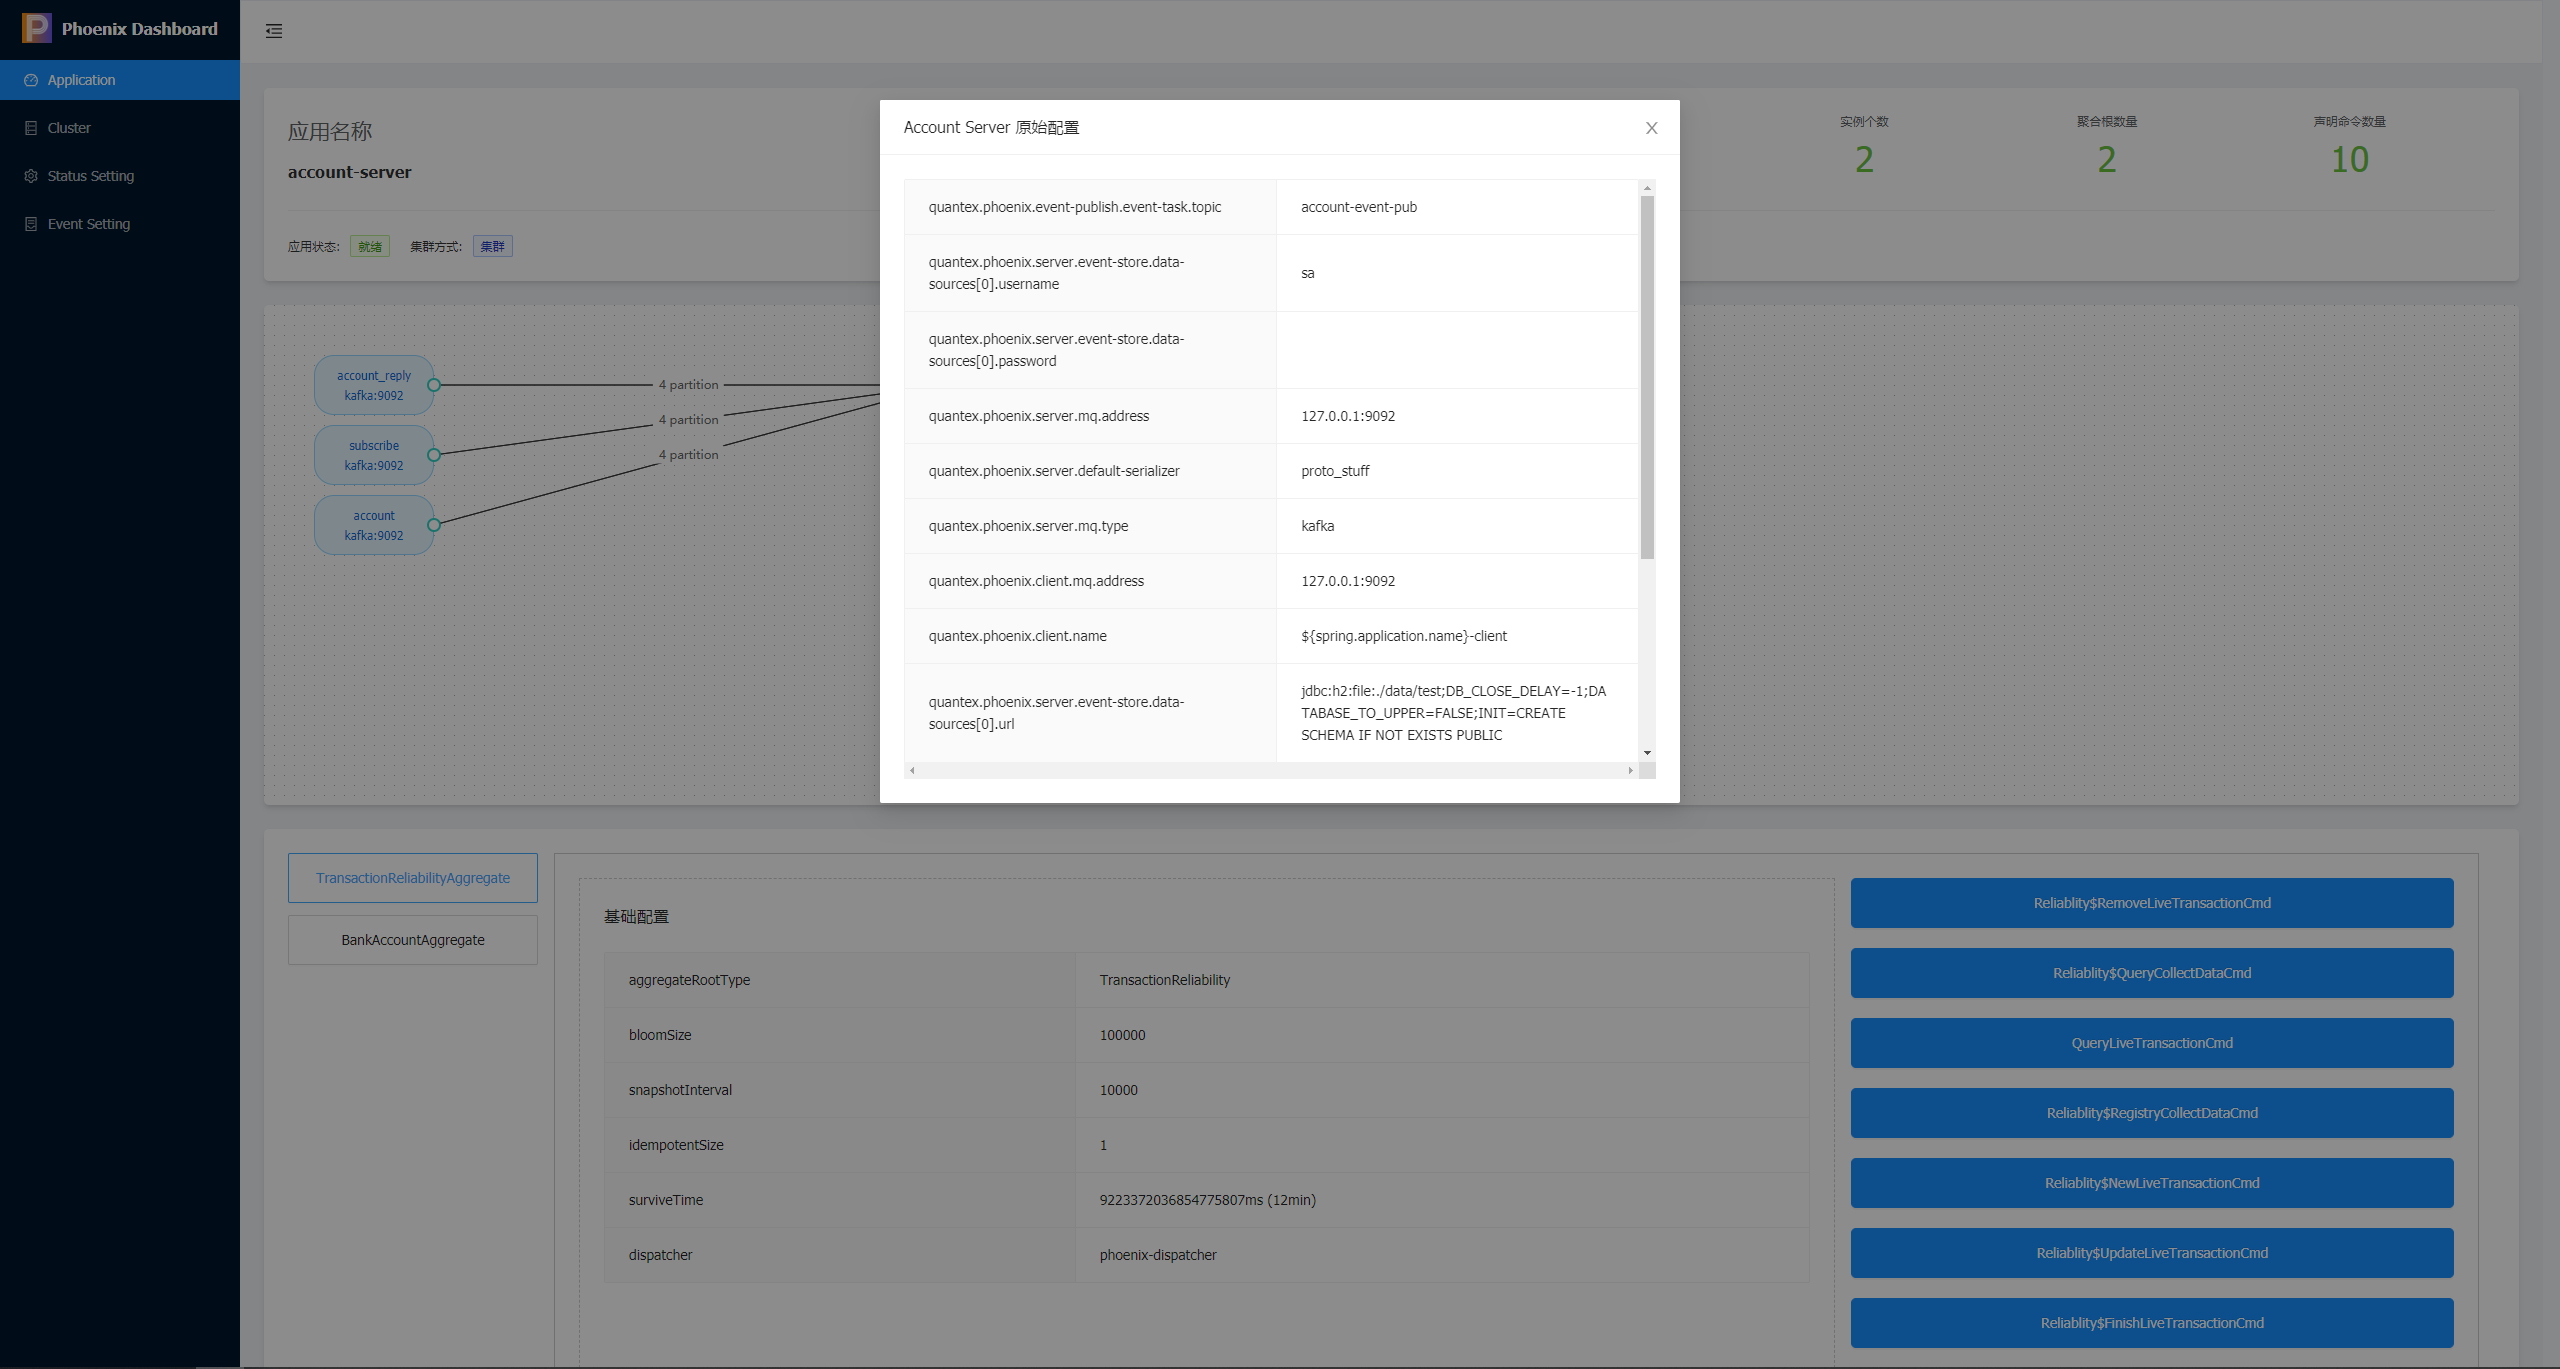 Phoenix Dashboard
Application
Cluster
Status Setting
Event Setting
应用名称
account-server
应用状态:
就绪
集群方式:
集群
实例个数
2
聚合根数量
2
声明命令数量
10
account_reply
kafka:9092
subscribe
kafka:9092
account
kafka:9092
4 partition
4 partition
4 partition
Account Server 原始配置
X
quantex.phoenix.event-publish.event-task.topic
account-event-pub
quantex.phoenix.server.event-store.data-
sources[0].username
sa
quantex.phoenix.server.event-store.data-
sources[0].password
quantex.phoenix.server.mq.address
127.0.0.1:9092
quantex.phoenix.server.default-serializer
proto_stuff
quantex.phoenix.server.mq.type
kafka
quantex.phoenix.client.mq.address
127.0.0.1:9092
quantex.phoenix.client.name
${spring.application.name}-client
quantex.phoenix.server.event-store.data-
sources[0].url
jdbc:h2:file:./data/test;DB_CLOSE_DELAY=-1;DA
TABASE_TO_UPPER=FALSE;INIT=CREATE
SCHEMA IF NOT EXISTS PUBLIC
TransactionReliabilityAggregate
BankAccountAggregate
基础配置
aggregateRootType
TransactionReliability
bloomSize
100000
snapshotInterval
10000
idempotentSize
1
surviveTime
9223372036854775807ms (12min)
dispatcher
phoenix-dispatcher
Reliablity$RemoveLiveTransactionCmd
Reliablity$QueryCollectDataCmd
QueryLiveTransactionCmd
Reliablity$RegistryCollectDataCmd
Reliablity$NewLiveTransactionCmd
Reliablity$UpdateLiveTransactionCmd
Reliablity$FinishLiveTransactionCmd